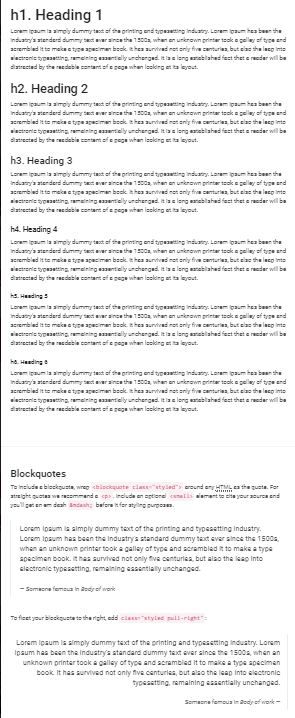 h1. Heading 1
Lorem Ipsum is simply dummy text of the printing and typesetting industry. Lorem Ipsum has been the
industry's standard dummy text ever since the 1500s, when an unknown printer took a galley of type and
scrambled it to make a type specimen book. It has survived not only five centuries, but also the leap into
electronic typesetting, remaining essentially unchanged. It is a long established fact that a reader will be
distracted by the readable content of a page when looking at its layout.
h2. Heading 2
Lorem Ipsum is simply dummy text of the printing and typesetting industry. Lorem Ipsum has been the
industry's standard dummy text ever since the 1500s, when an unknown printer took a galley of type and
scrambled it to make a type specimen book. It has survived not only five centuries, but also the leap into
electronic typesetting, remaining essentially unchanged. It is a long established fact that a reader will be
distracted by the readable content of a page when looking at its layout.
h3. Heading 3
Lorem Ipsum is simply dummy text of the printing and typesetting industry. Lorem Ipsum has been the
industry's standard dummy text ever since the 1500s, when an unknown printer took a galley of type and
scrambled it to make a type specimen book. It has survived not only five centuries, but also the leap into
electronic typesetting, remaining essentially unchanged. It is a long established fact that a reader will be
distracted by the readable content of a page when looking at its layout.
h4. Heading 4
Lorem Ipsum is simply dummy text of the printing and typesetting industry. Lorem Ipsum has been the
industry's standard dummy text ever since the 1500s, when an unknown printer took a galley of type and
scrambled it to make a type specimen book. It has survived not only five centuries, but also the leap into
electronic typesetting, remaining essentially unchanged. It is a long established fact that a reader will be
distracted by the readable content of a page when looking at its layout.
h5. Heading 5
Lorem Ipsum is simply dummy text of the printing and typesetting industry. Lorem Ipsum has been the
industry's standard dummy text ever since the 1500s, when an unknown printer took a galley of type and
scrambled it to make a type specimen book. It has survived not only five centuries, but also the leap into
electronic typesetting, remaining essentially unchanged. It is a long established fact that a reader will be
distracted by the readable content of a page when looking at its layout.
h6. Heading 6
Lorem Ipsum is simply dummy text of the printing and typesetting industry. Lorem Ipsum has been the
industry's standard dummy text ever since the 1500s, when an unknown printer took a galley of type and
scrambled it to make a type specimen book. It has survived not only five centuries, but also the leap into
electronic typesetting, remaining essentially unchanged. It is a long established fact that a reader will be
distracted by the readable content of a page when looking at its layout.
Blockquotes
To include a blockquote, wrap <blockquote class="styled"> around any HTML as the quote. For
straight quotes we recommend a <p>. Include an optional <small> element to cite your source and
you'll get an em dash &mdash; before it for styling purposes.
Lorem Ipsum is simply dummy text of the printing and typesetting industry.
Lorem Ipsum has been the industry's standard dummy text ever since the 1500s,
when an unknown printer took a galley of type and scrambled it to make a type
specimen book. It has survived not only five centuries, but also the leap into
electronic typesetting, remaining essentially unchanged.
— Someone famous in Body of work
To float your blockquote to the right, add class="styled pull-right":
Lorem Ipsum is simply dummy text of the printing and typesetting industry. Lorem
Ipsum has been the industry's standard dummy text ever since the 1500s, when an
unknown printer took a galley of type and scrambled it to make a type specimen
book. It has survived not only five centuries, but also the leap into electronic
typesetting, remaining essentially unchanged.
Someone famous in Body of work —